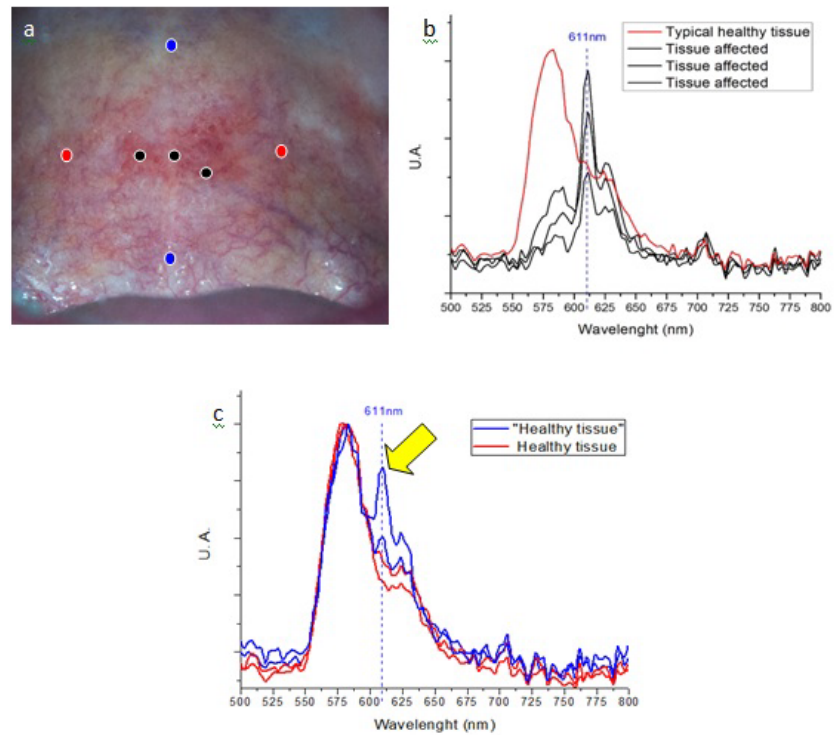 a
b
611nm
Typical healthy tissue
Tissue affected
Tissue affected
Tissue affected
U.A.
500 525 550 575 600 625 650 675 700 725 750 775 800
Wavelenght (nm)
c
611nm
"Healthy tissue"
Healthy tissue
U.A.
500 525 550 575 600 625 650 675 700 725 750 775 800
Wavelenght (nm)